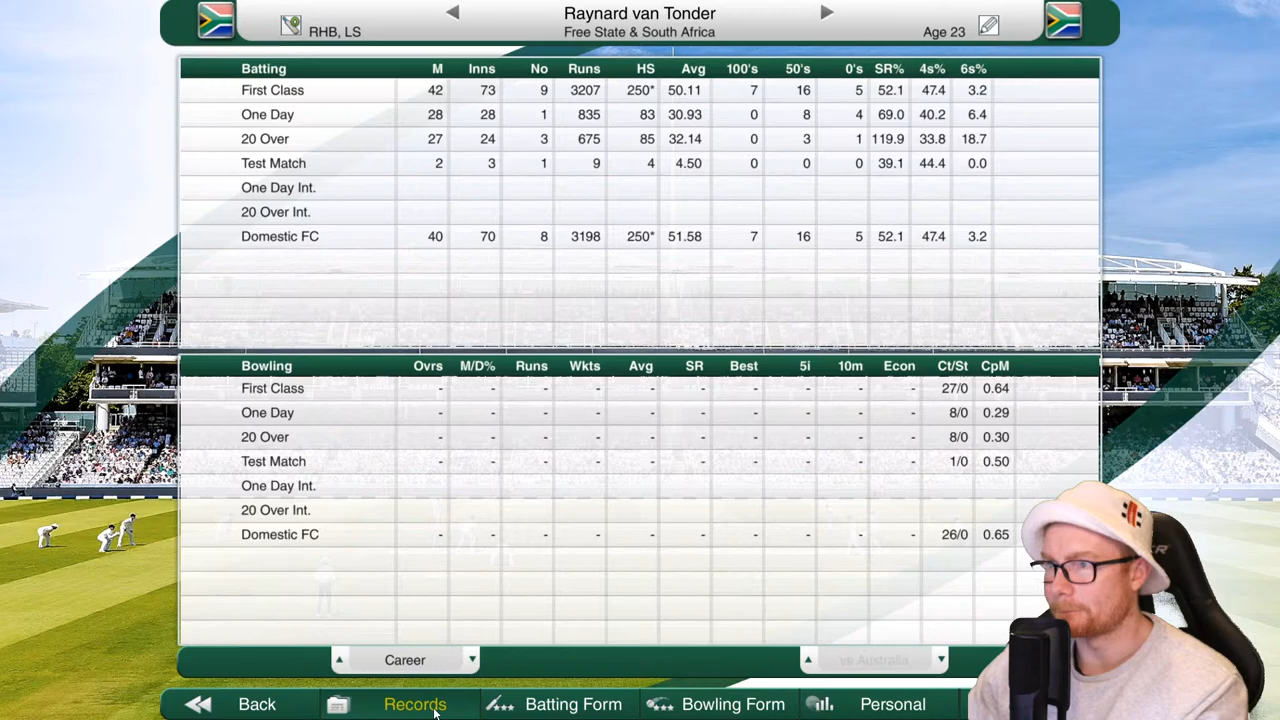 Raynard van Tonder
RHB, LS Free State & South Africa Age 23
Batting M Inns No Runs HS Avg 100's 50's 0's SR% 4s% 6s%
First Class 42 73 9 3207 250* 50.11 7 16 5 52.1 47.4 3.2
One Day 28 28 1 835 83 30.93 0 8 4 69.0 40.2 6.4
20 Over 27 24 3 675 85 32.14 0 3 1 119.9 33.8 18.7
Test Match 2 3 1 9 4 4.50 0 0 0 39.1 44.4 0.0
One Day Int.
20 Over Int.
Domestic FC 40 70 8 3198 250* 51.58 7 16 5 52.1 47.4 3.2
Bowling Ovrs M/D% Runs Wkts Avg SR Best 5i 10m Econ Ct/St CpM
First Class - - - - - - - - - - 27/0 0.64
One Day - - - - - - - - - - 8/0 0.29
20 Over - - - - - - - - - - 8/0 0.30
Test Match - - - - - - - - - - 1/0 0.50
One Day Int.
20 Over Int.
Domestic FC - - - - - - - - - - 26/0 0.65
Career vs Australia
Back Records Batting Form Bowling Form Personal